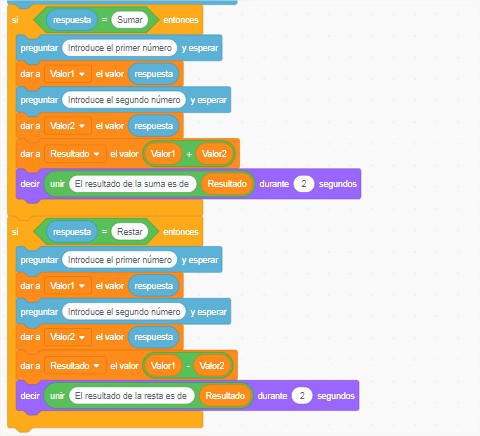 si respuesta = Sumar entonces
preguntar Introduce el primer número y esperar
dar a Valor1 el valor respuesta
preguntar Introduce el segundo número y esperar
dar a Valor2 el valor respuesta
dar a Resultado el valor Valor1 + Valor2
decir unir El resultado de la suma es de Resultado durante 2 segundos
si respuesta = Restar entonces
preguntar Introduce el primer número y esperar
dar a Valor1 el valor respuesta
preguntar Introduce el segundo número y esperar
dar a Valor2 el valor respuesta
dar a Resultado el valor Valor1 - Valor2
decir unir El resultado de la resta es de Resultado durante 2 segundos